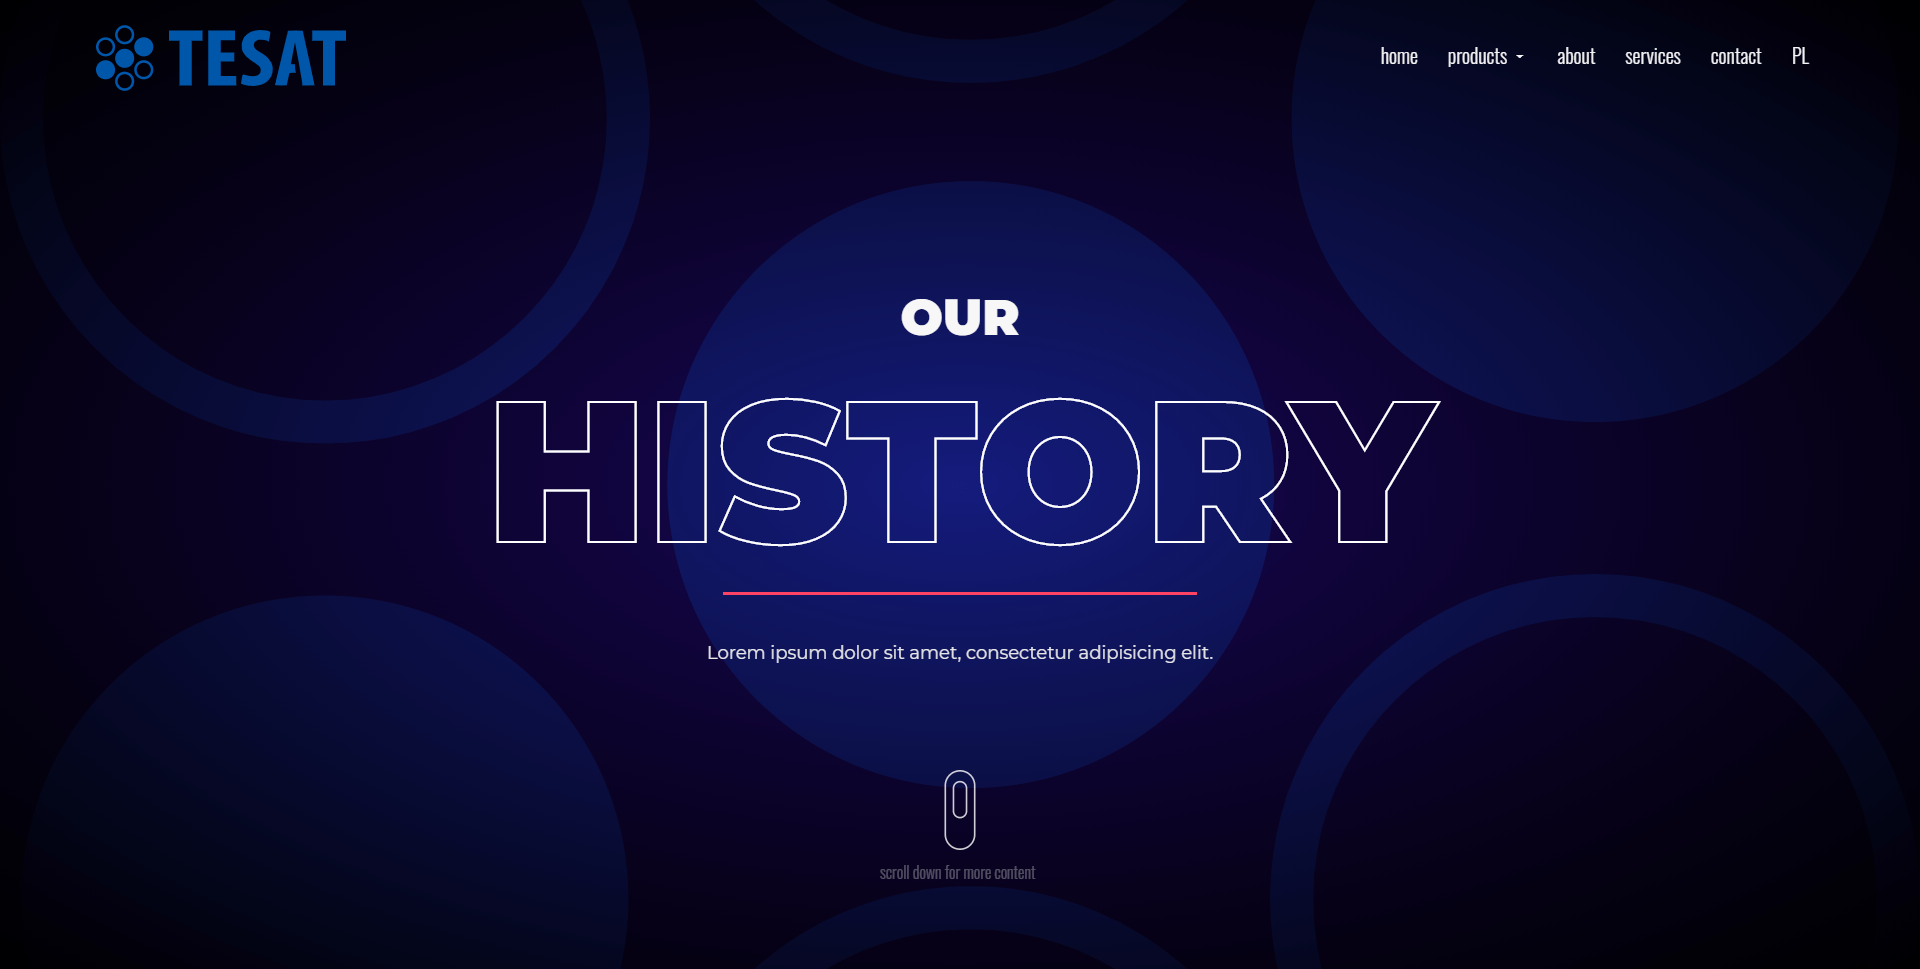 TESAT
home products about services contact PL
OUR
HISTORY
Lorem ipsum dolor sit amet, consectetur adipisicing elit.
scroll down for more content